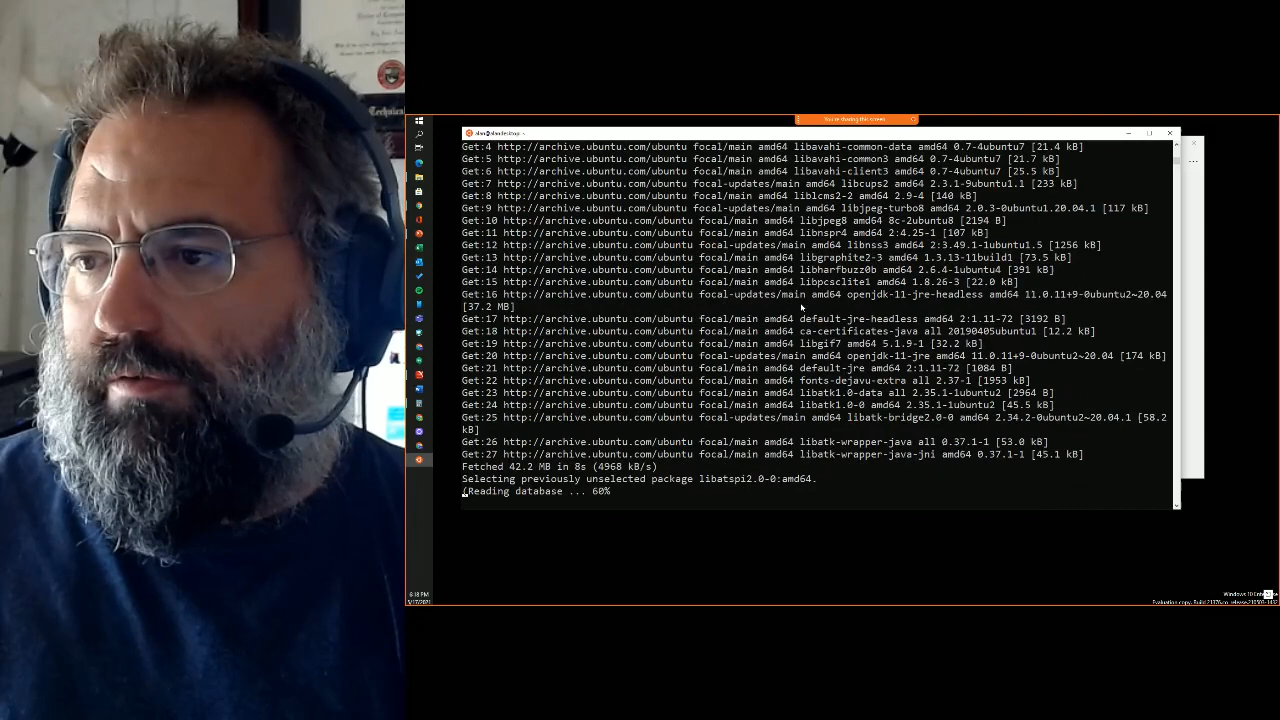 Technical
You're sharing this screen
alan@alandesktop: ~
Get:4 http://archive.ubuntu.com/ubuntu focal/main amd64 libavahi-common-data amd64 0.7-4ubuntu7 [21.4 kB]
Get:5 http://archive.ubuntu.com/ubuntu focal/main amd64 libavahi-common3 amd64 0.7-4ubuntu7 [21.7 kB]
Get:6 http://archive.ubuntu.com/ubuntu focal/main amd64 libavahi-client3 amd64 0.7-4ubuntu7 [25.5 kB]
Get:7 http://archive.ubuntu.com/ubuntu focal-updates/main amd64 libcups2 amd64 2.3.1-9ubuntu1.1 [233 kB]
Get:8 http://archive.ubuntu.com/ubuntu focal/main amd64 liblcms2-2 amd64 2.9-4 [140 kB]
Get:9 http://archive.ubuntu.com/ubuntu focal-updates/main amd64 libjpeg-turbo8 amd64 2.0.3-0ubuntu1.20.04.1 [117 kB]
Get:10 http://archive.ubuntu.com/ubuntu focal/main amd64 libjpeg8 amd64 8c-2ubuntu8 [2194 B]
Get:11 http://archive.ubuntu.com/ubuntu focal/main amd64 libnspr4 amd64 2:4.25-1 [107 kB]
Get:12 http://archive.ubuntu.com/ubuntu focal-updates/main amd64 libnss3 amd64 2:3.49.1-1ubuntu1.5 [1256 kB]
Get:13 http://archive.ubuntu.com/ubuntu focal/main amd64 libgraphite2-3 amd64 1.3.13-11build1 [73.5 kB]
Get:14 http://archive.ubuntu.com/ubuntu focal/main amd64 libharfbuzz0b amd64 2.6.4-1ubuntu4 [391 kB]
Get:15 http://archive.ubuntu.com/ubuntu focal/main amd64 libpcsclite1 amd64 1.8.26-3 [22.0 kB]
Get:16 http://archive.ubuntu.com/ubuntu focal-updates/main amd64 openjdk-11-jre-headless amd64 11.0.11+9-0ubuntu2~20.04
[37.2 MB]
Get:17 http://archive.ubuntu.com/ubuntu focal/main amd64 default-jre-headless amd64 2:1.11-72 [3192 B]
Get:18 http://archive.ubuntu.com/ubuntu focal/main amd64 ca-certificates-java all 20190405ubuntu1 [12.2 kB]
Get:19 http://archive.ubuntu.com/ubuntu focal/main amd64 libgif7 amd64 5.1.9-1 [32.2 kB]
Get:20 http://archive.ubuntu.com/ubuntu focal-updates/main amd64 openjdk-11-jre amd64 11.0.11+9-0ubuntu2~20.04 [174 kB]
Get:21 http://archive.ubuntu.com/ubuntu focal/main amd64 default-jre amd64 2:1.11-72 [1084 B]
Get:22 http://archive.ubuntu.com/ubuntu focal/main amd64 fonts-dejavu-extra all 2.37-1 [1953 kB]
Get:23 http://archive.ubuntu.com/ubuntu focal/main amd64 libatk1.0-data all 2.35.1-1ubuntu2 [2964 B]
Get:24 http://archive.ubuntu.com/ubuntu focal/main amd64 libatk1.0-0 amd64 2.35.1-1ubuntu2 [45.5 kB]
Get:25 http://archive.ubuntu.com/ubuntu focal-updates/main amd64 libatk-bridge2.0-0 amd64 2.34.2-0ubuntu2~20.04.1 [58.2
kB]
Get:26 http://archive.ubuntu.com/ubuntu focal/main amd64 libatk-wrapper-java all 0.37.1-1 [53.0 kB]
Get:27 http://archive.ubuntu.com/ubuntu focal/main amd64 libatk-wrapper-java-jni amd64 0.37.1-1 [45.1 kB]
Fetched 42.2 MB in 8s (4968 kB/s)
Selecting previously unselected package libatspi2.0-0:amd64.
(Reading database ... 60%
6:18 PM
5/17/2021
Windows 10
Evaluation copy. Build 21376.co_release.210503-1432